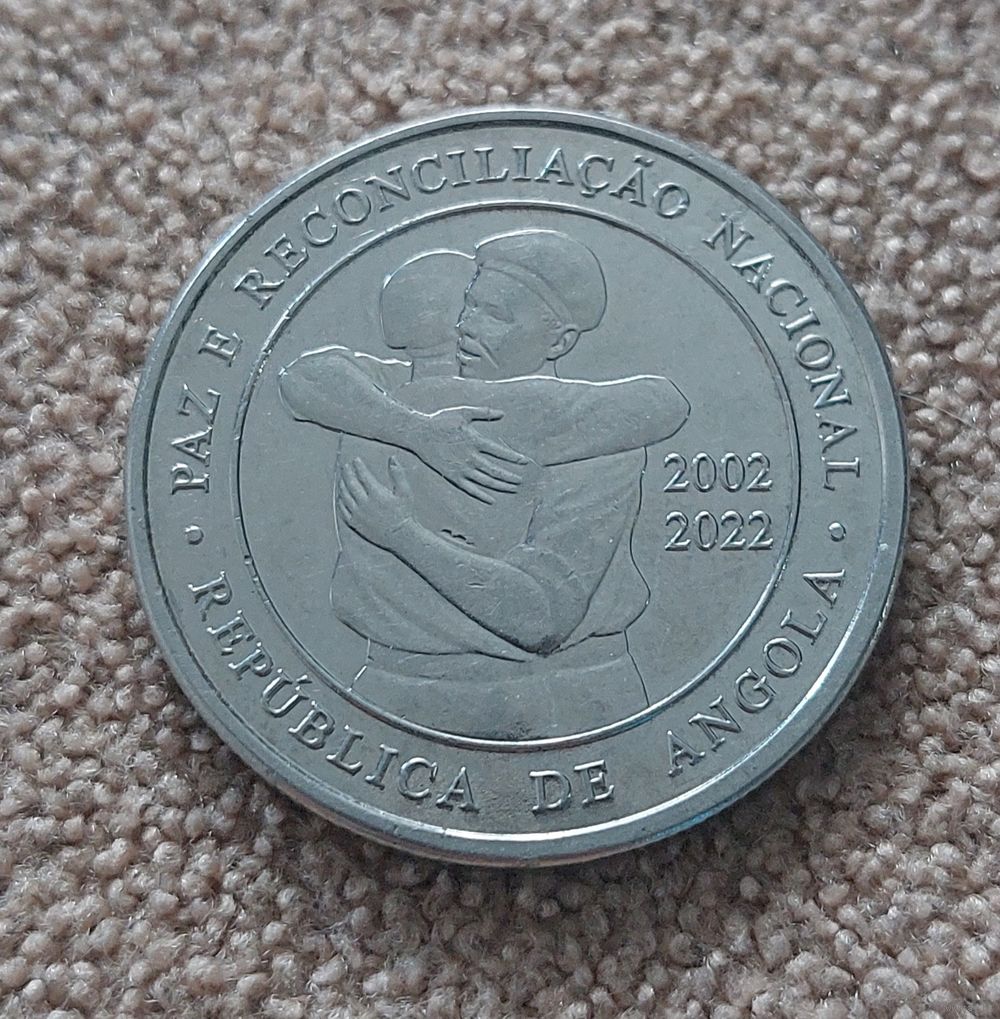 PAZ E RECONCILIAÇÃO NACIONAL
2002
2022
REPÚBLICA DE ANGOLA